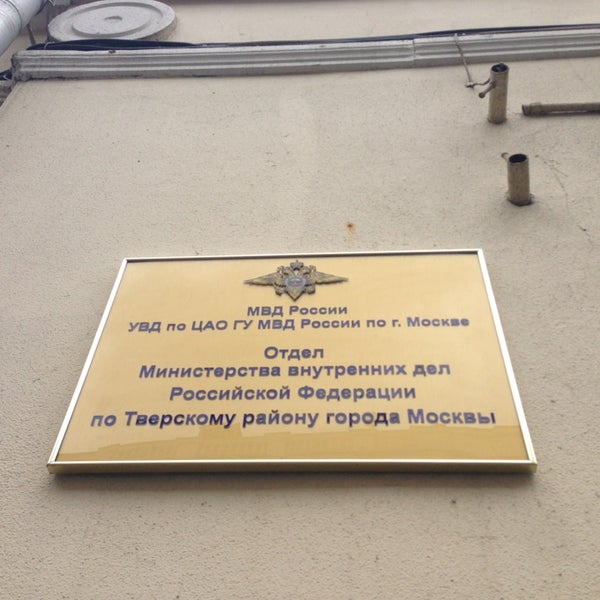 МВД России
УВД по ЦАО ГУ МВД России по г. Москве
Отдел
Министерства внутренних дел
Российской Федерации
по Тверскому району города Москвы